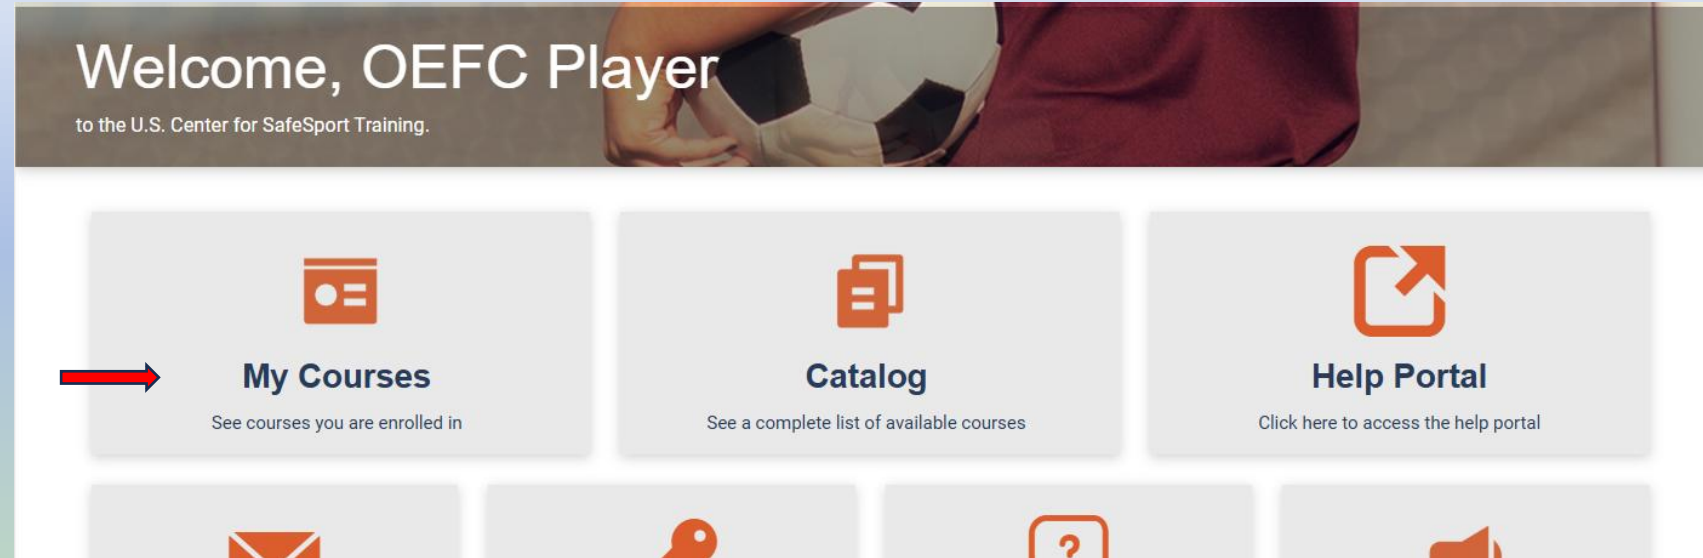 Welcome, OEFC Player
to the U.S. Center for SafeSport Training.
My Courses
See courses you are enrolled in
Catalog
See a complete list of available courses
Help Portal
Click here to access the help portal
?